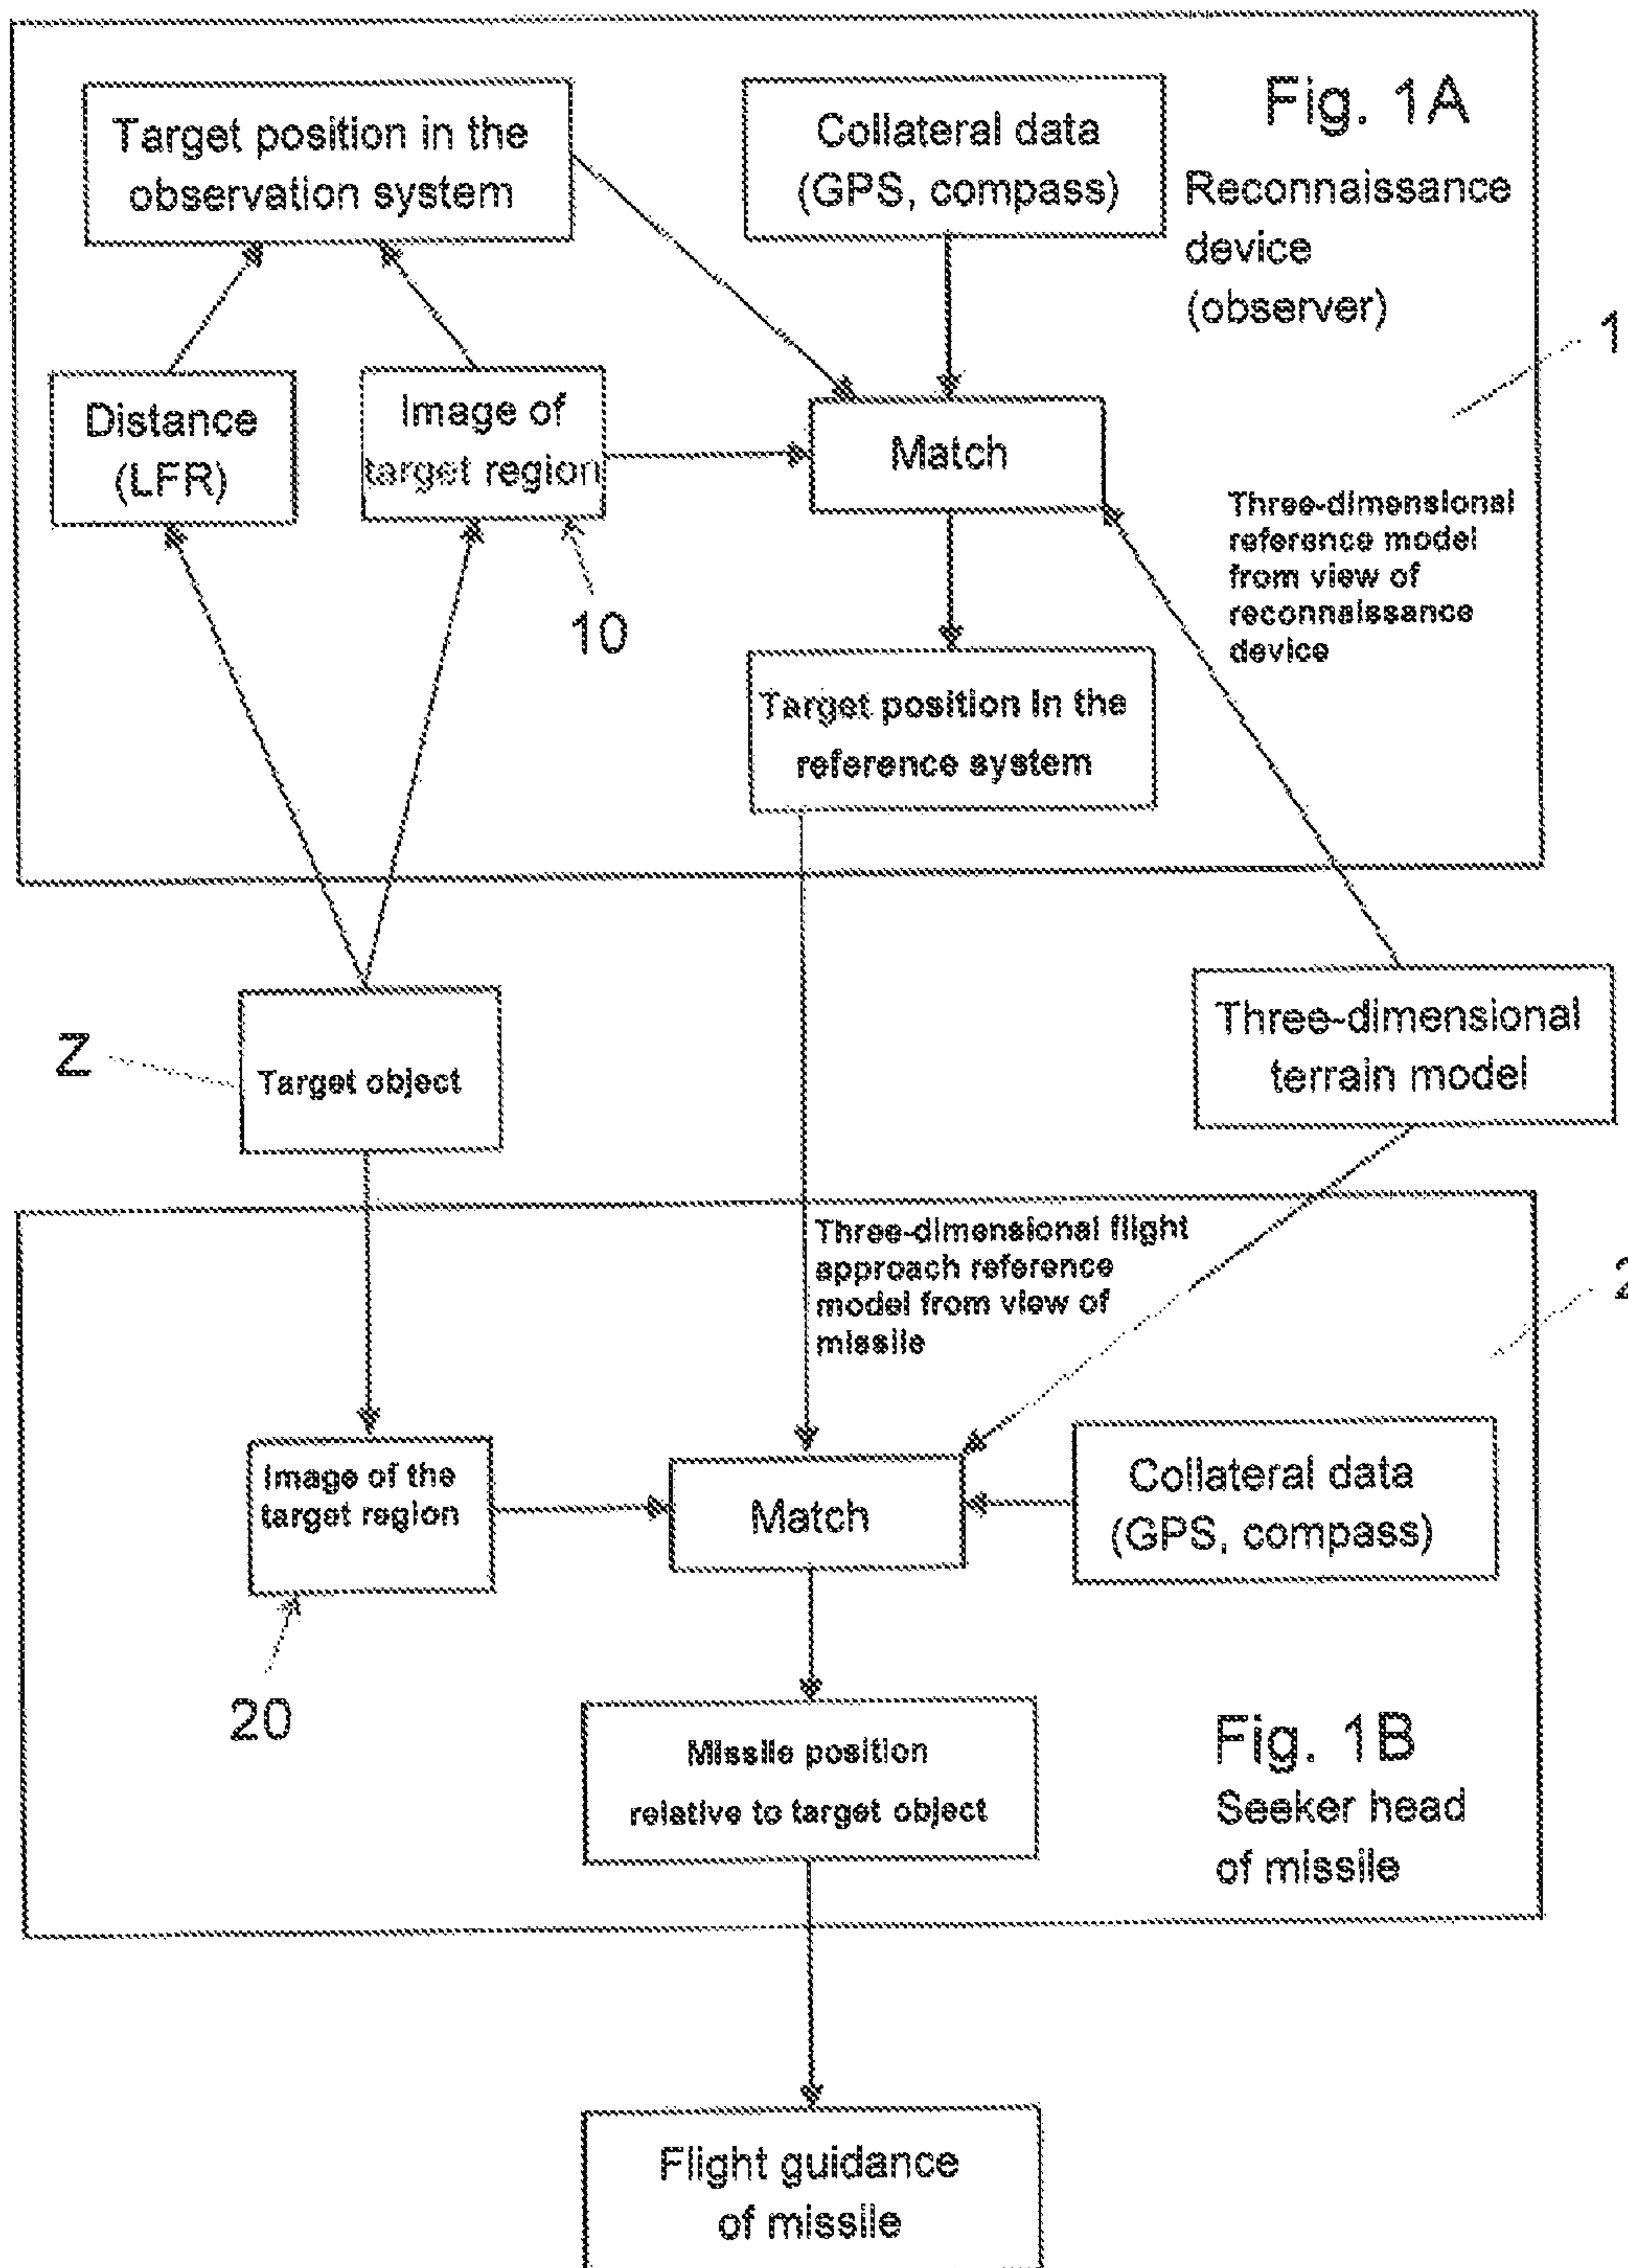 Fig. 1A
Reconnaissance
device
(observer)
Target position in the
observation system
Collateral data
(GPS, compass)
1
Distance
(LFR)
Image of
target region
Match
10
Three-dimensional
reference model
from view of
reconnaissance
device
Target position in the
reference system
Z
Target object
Three-dimensional
terrain model
Three-dimensional flight
approach reference
model from view of
missile
2
Image of the
target region
Match
Collateral data
(GPS, compass)
20
Missile position
relative to target object
Fig. 1B
Seeker head
of missile
Flight guidance
of missile